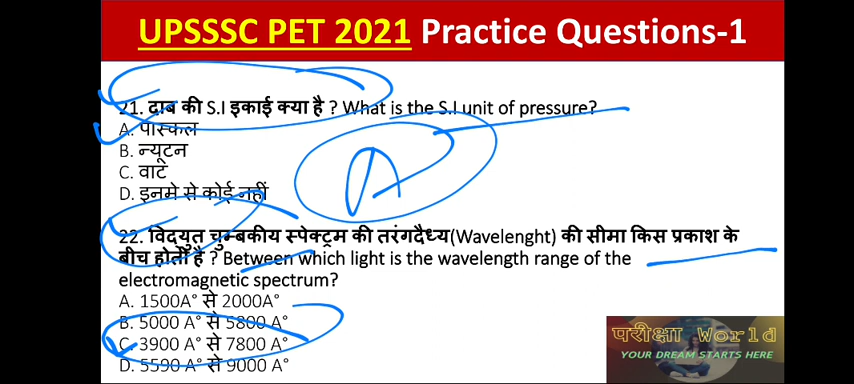 UPSSSC PET 2021 Practice Questions-1
21. दाब की S.I इकाई क्या है ? What is the S.I unit of pressure?
A. पास्कल
B. न्यूटन
C. वाट
D. इनमे से कोई नहीं
A
22. विद्युत चुम्बकीय स्पेक्ट्रम की तरंगदैध्य(Wavelenght) की सीमा किस प्रकाश के
बीच होती है ? Between which light is the wavelength range of the
electromagnetic spectrum?
A. 1500A° से 2000A°
B. 5000 A° से 5800 A°
C. 3900 A° से 7800 A°
D. 5590 A° से 9000 A°
परीक्षा World
YOUR DREAM STARTS HERE